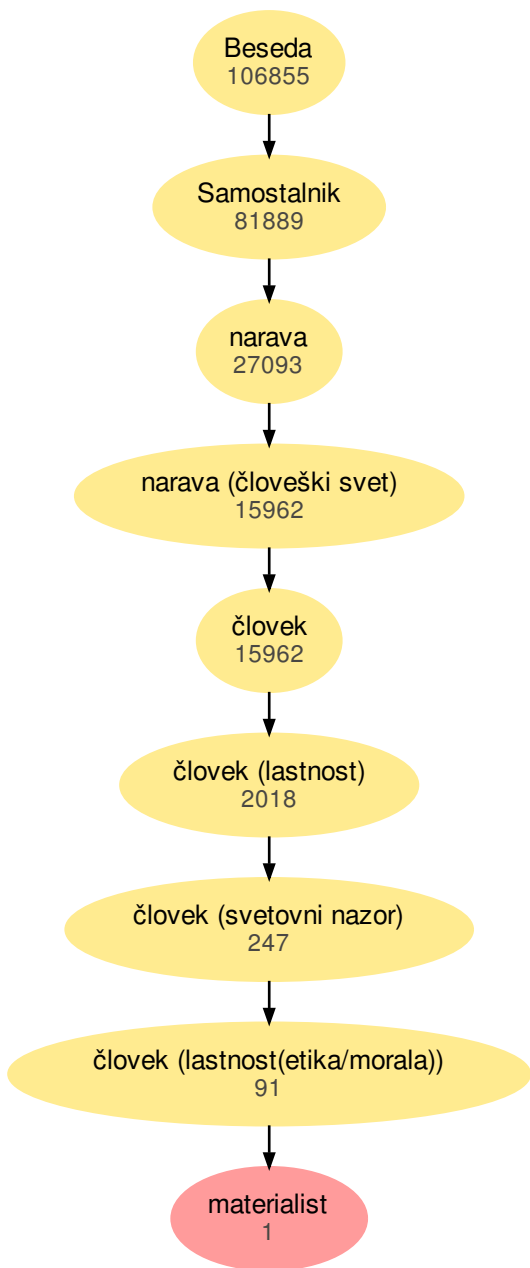 Beseda
106855
Samostalnik
81889
narava
27093
narava (človeški svet)
15962
človek
15962
človek (lastnost)
2018
človek (svetovni nazor)
247
človek (lastnost(etika/morala))
91
materialist
1